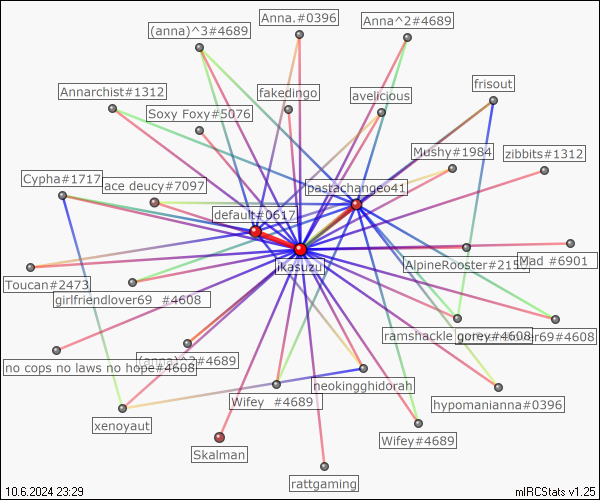 Anna.#0396
Anna^2#4689
(anna)^3#4689
frisout
Annarchist#1312
fakedingo
avelicious
Soxy Foxy#5076
Mushy#1984
zibbits#1312
Cypha#1717
ace deucy#7097
pastachangeo41
default#0617
ikasuzu
AlpineRooster#215
Mad #6901
Toucan#2473
girlfriendlover69 #4608
ramshackle gorey#4608
er69#4608
no cops no laws no hope#4608
(anna)^2#4689
neokingghidorah
Wifey #4689
hypomanianna#0396
xenoyaut
Wifey#4689
Skalman
rattgaming
10.6.2024 23:29
mIRCStats v1.25